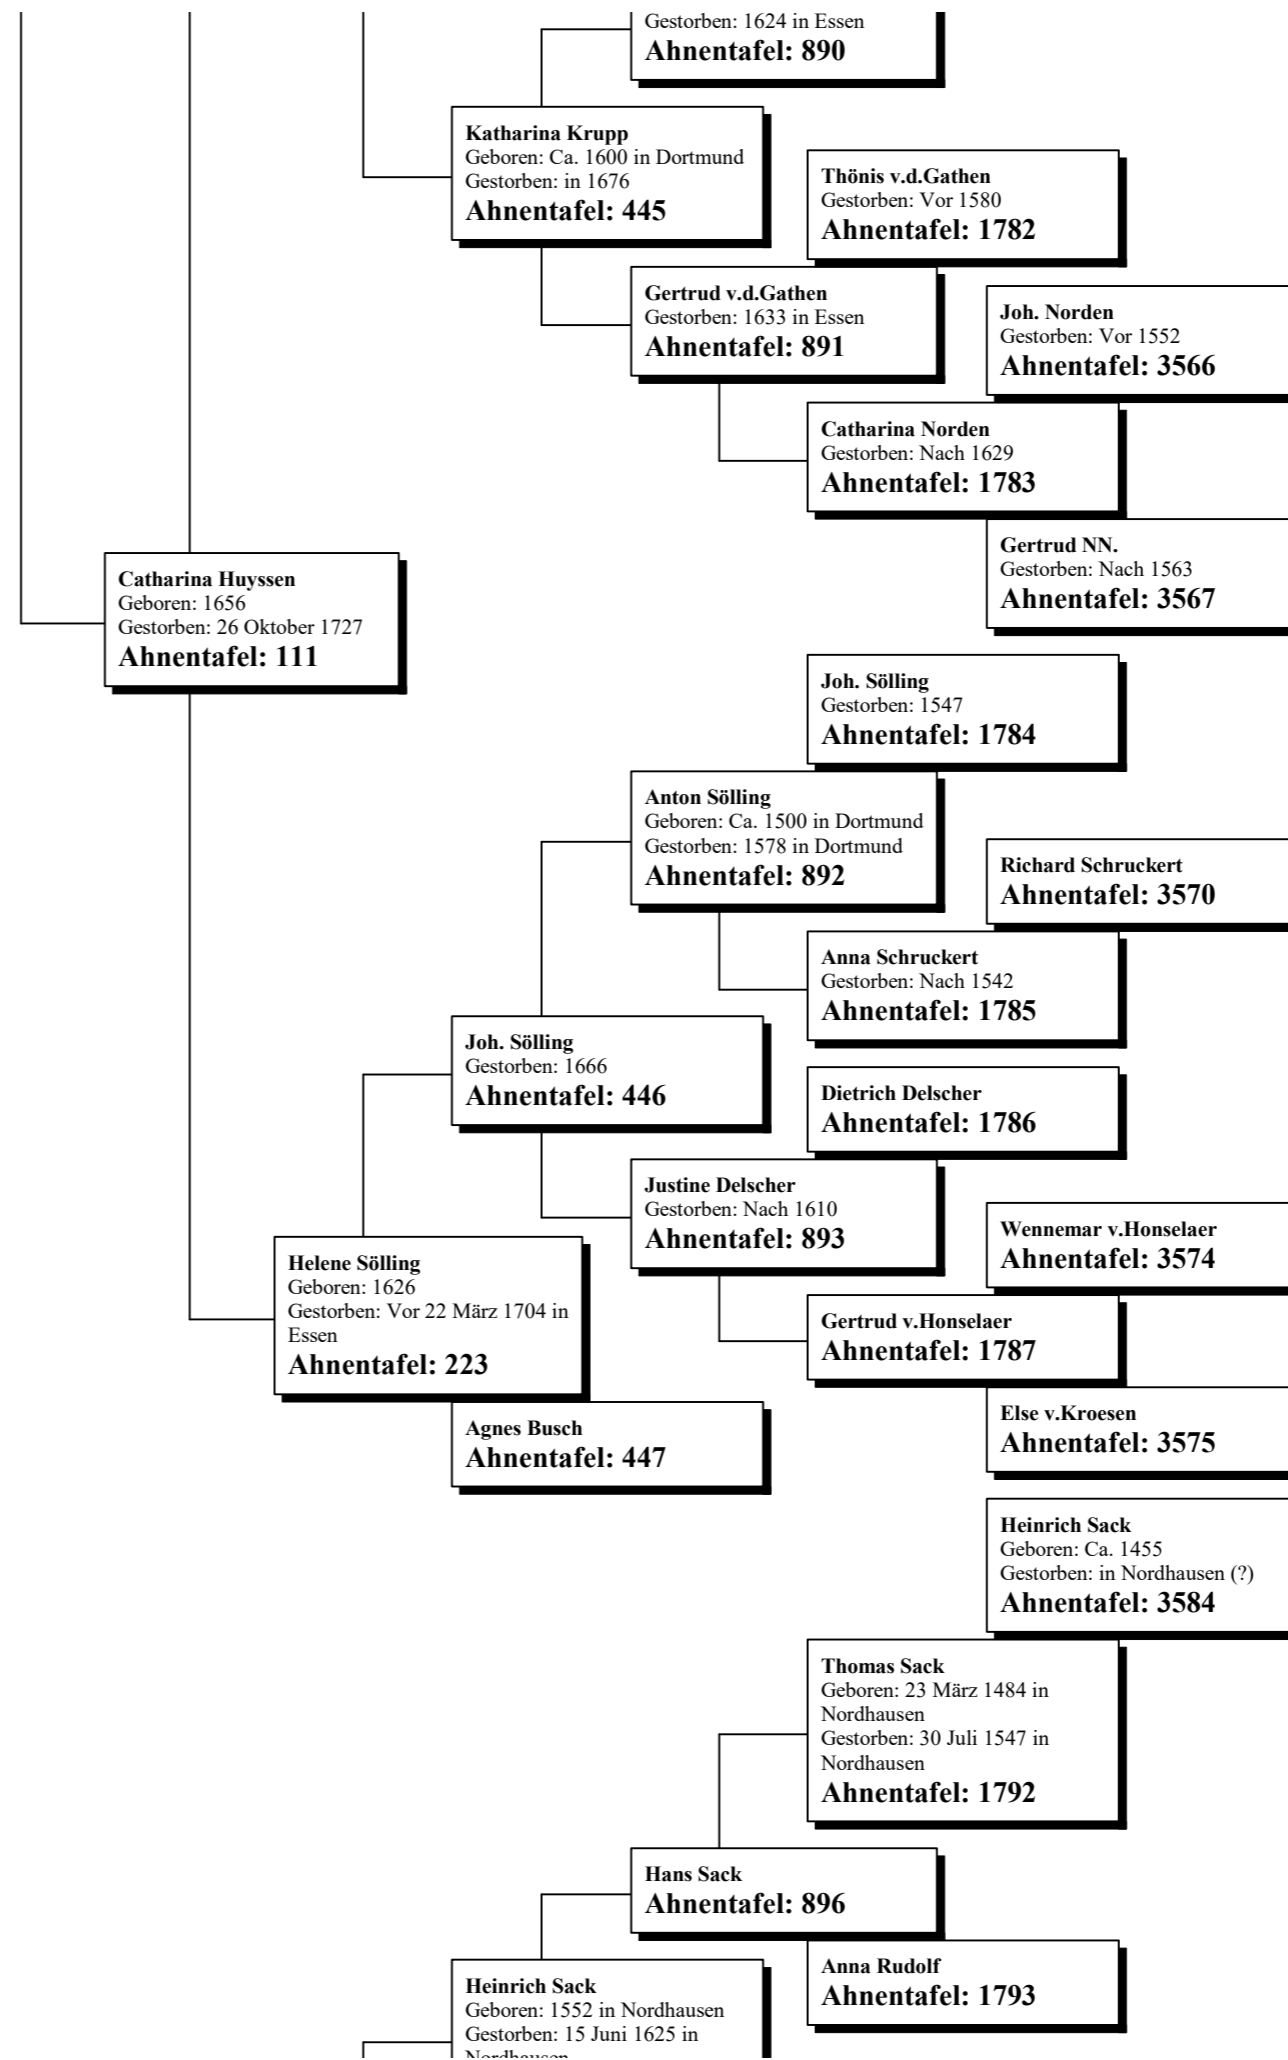 Gestorben: 1624 in Essen
Ahnentafel: 890
Katharina Krupp
Geboren: Ca. 1600 in Dortmund
Gestorben: in 1676
Ahnentafel: 445
Thönis v.d.Gathen
Gestorben: Vor 1580
Ahnentafel: 1782
Gertrud v.d.Gathen
Gestorben: 1633 in Essen
Ahnentafel: 891
Joh. Norden
Gestorben: Vor 1552
Ahnentafel: 3566
Catharina Norden
Gestorben: Nach 1629
Ahnentafel: 1783
Gertrud NN.
Gestorben: Nach 1563
Ahnentafel: 3567
Catharina Huyssen
Geboren: 1656
Gestorben: 26 Oktober 1727
Ahnentafel: 111
Joh. Sölling
Gestorben: 1547
Ahnentafel: 1784
Anton Sölling
Geboren: Ca. 1500 in Dortmund
Gestorben: 1578 in Dortmund
Ahnentafel: 892
Richard Schruckert
Ahnentafel: 3570
Anna Schruckert
Gestorben: Nach 1542
Ahnentafel: 1785
Joh. Sölling
Gestorben: 1666
Ahnentafel: 446
Dietrich Delscher
Ahnentafel: 1786
Justine Delscher
Gestorben: Nach 1610
Ahnentafel: 893
Wennemar v.Honselaer
Ahnentafel: 3574
Helene Sölling
Geboren: 1626
Gestorben: Vor 22 März 1704 in
Essen
Ahnentafel: 223
Gertrud v.Honselaer
Ahnentafel: 1787
Else v.Kroesen
Ahnentafel: 3575
Agnes Busch
Ahnentafel: 447
Heinrich Sack
Geboren: Ca. 1455
Gestorben: in Nordhausen (?)
Ahnentafel: 3584
Thomas Sack
Geboren: 23 März 1484 in
Nordhausen
Gestorben: 30 Juli 1547 in
Nordhausen
Ahnentafel: 1792
Hans Sack
Ahnentafel: 896
Anna Rudolf
Ahnentafel: 1793
Heinrich Sack
Geboren: 1552 in Nordhausen
Gestorben: 15 Juni 1625 in
Nordhausen